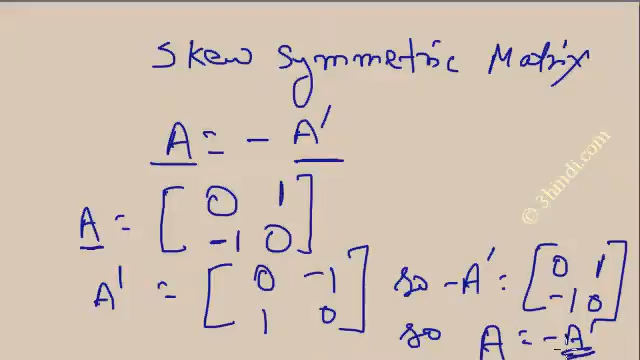 Skew Symmetric Matrix
A = - A'
A = [ 0 1
-1 0 ]
A' = [ 0 -1
1 0 ] so -A' = [ 0 1
-1 0 ]
so A = -A'
© 3hindi.com